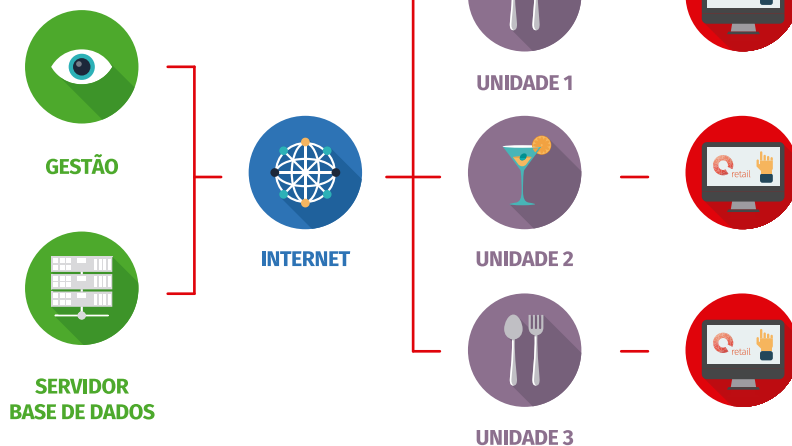 UNIDADE 1
GESTÃO
retail
INTERNET
UNIDADE 2
retail
SERVIDOR
BASE DE DADOS
UNIDADE 3